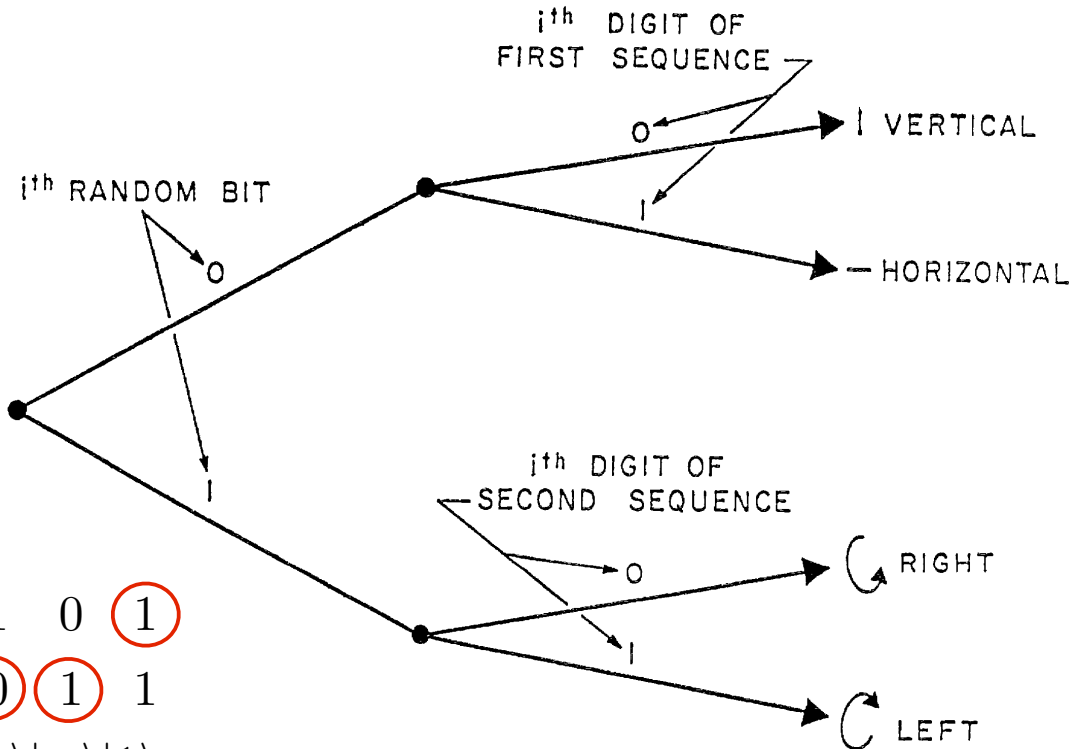 ith DIGIT OF
FIRST SEQUENCE
0
VERTICAL
ith RANDOM BIT
1
0
HORIZONTAL
1
ith DIGIT OF
SECOND SEQUENCE
0
RIGHT
0 1
1
1 1
LEFT